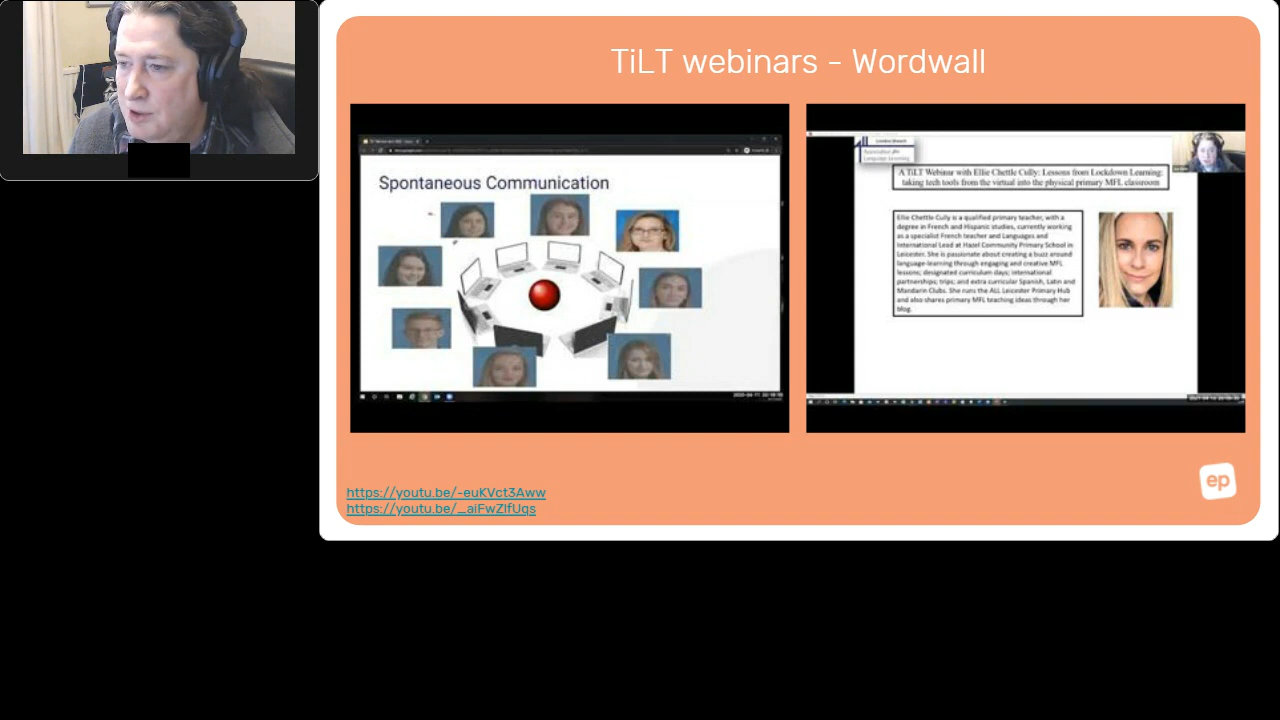 TiLT webinars - Wordwall
Spontaneous Communication
A TiLT Webinar with Ellie Chettle Cully: Lessons from Lockdown Learning:
taking tech tools from the virtual into the physical primary MFL classroom
Ellie Chettle Cully is a qualified primary teacher, with a
degree in French and Hispanic studies, currently working
as a specialist French teacher and Languages and
International Lead at Hazel Community Primary School in
Leicester. She is passionate about creating a buzz around
language-learning through engaging and creative MFL
lessons; designated curriculum days; international
partnerships; trips; and extra curricular Spanish, Latin and
Mandarin Clubs. She runs the ALL Leicester Primary Hub
and also shares primary MFL teaching ideas through her
blog.
Association for
Language Learning
https://youtu.be/-euKVct3Aww
https://youtu.be/_aiFwZlfUqs
ep